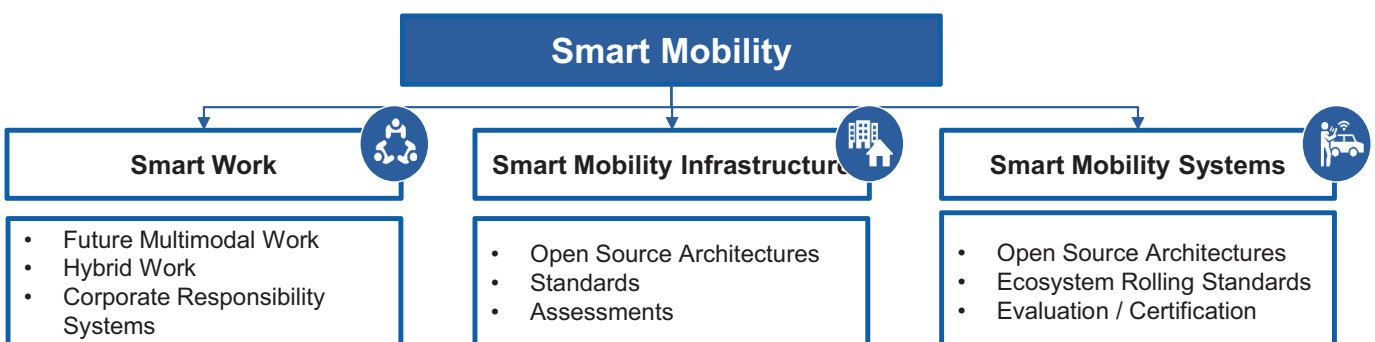 Smart Mobility
Smart Work
Smart Mobility Infrastructure
Smart Mobility Systems
• Future Multimodal Work
• Hybrid Work
• Corporate Responsibility
Systems
• Open Source Architectures
• Standards
• Assessments
• Open Source Architectures
• Ecosystem Rolling Standards
• Evaluation / Certification